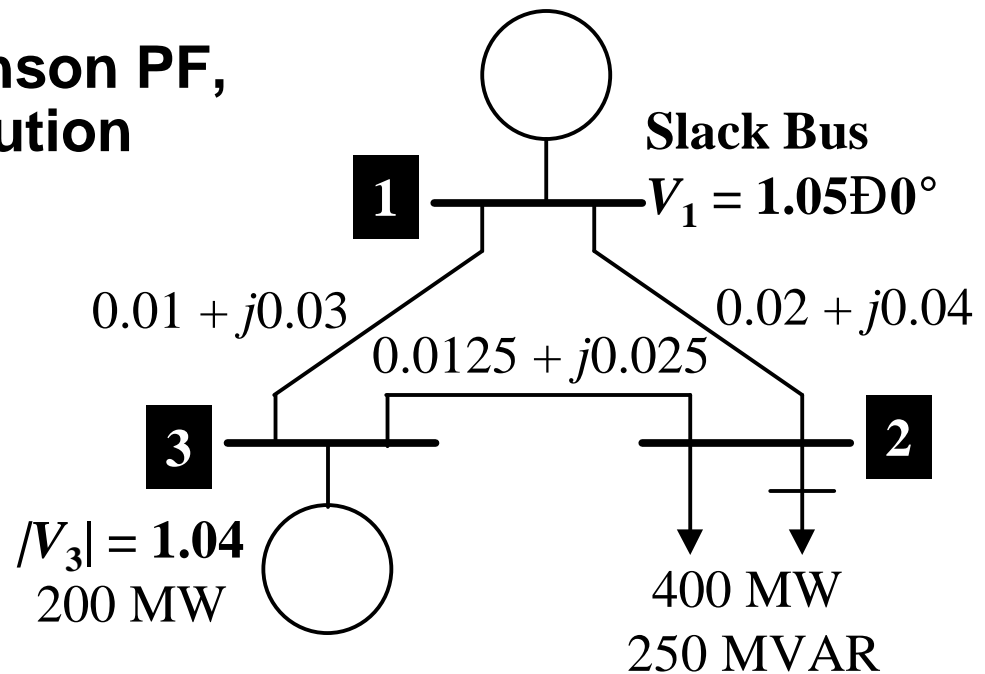 nson PF,
ution
Slack Bus
1
V1 = 1.05Ð0°
0.01 + j0.03
0.02 + j0.04
0.0125 + j0.025
3
2
|V3| = 1.04
200 MW
400 MW
250 MVAR